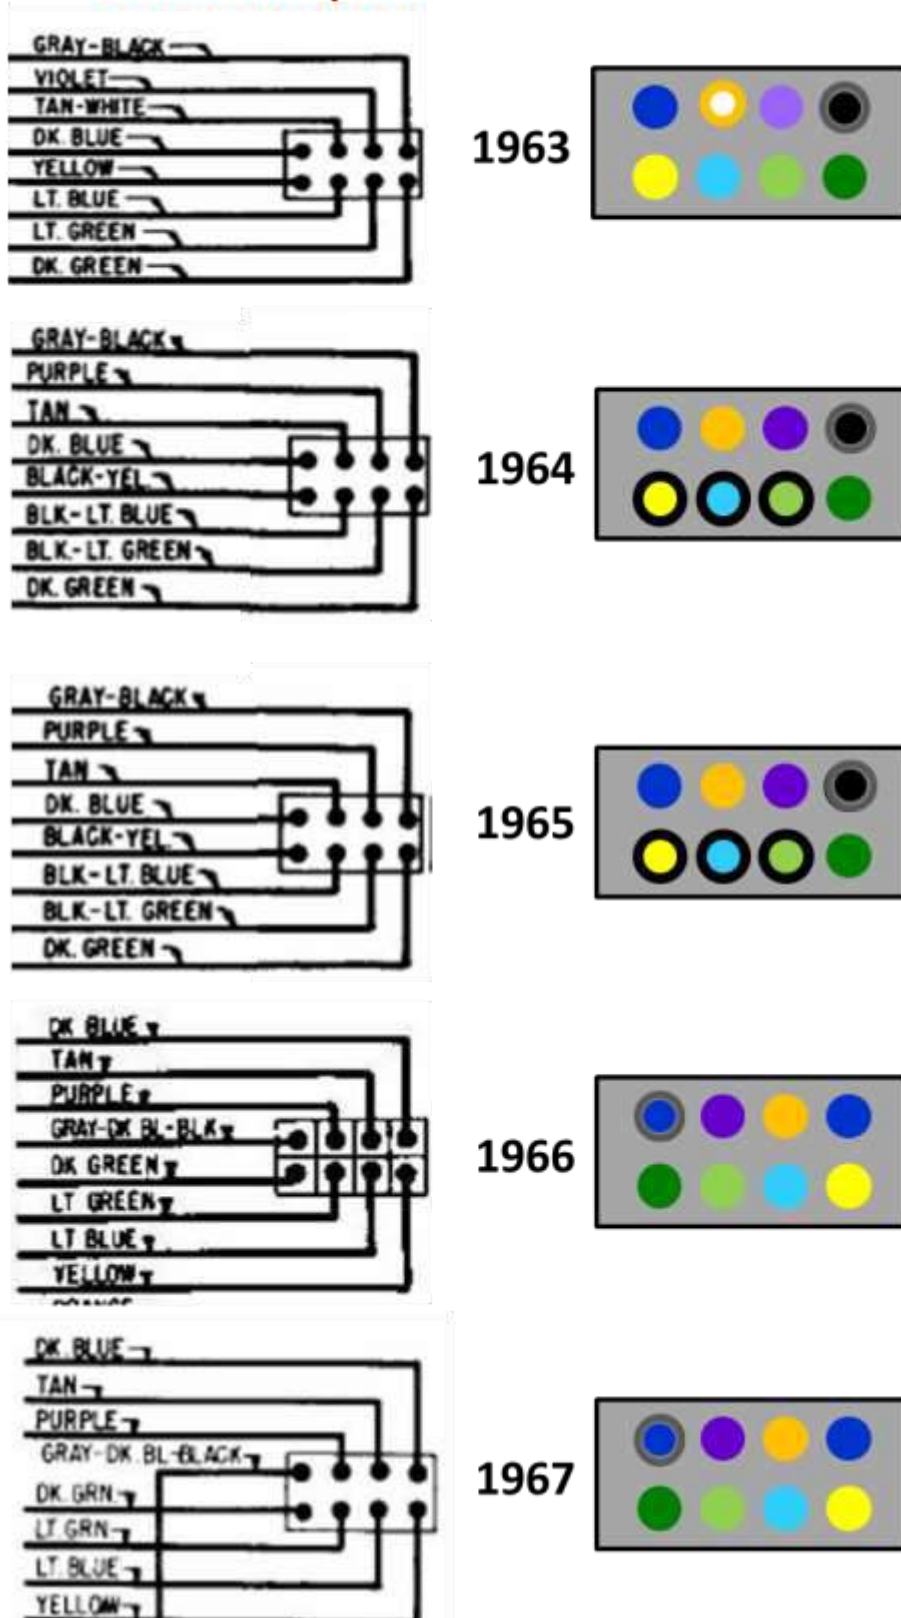 GRAY-BLACK
VIOLET
TAN-WHITE
DK. BLUE
YELLOW
LT. BLUE
LT. GREEN
DK. GREEN
1963
GRAY-BLACK
PURPLE
TAN
DK. BLUE
BLACK-YEL
BLK-LT. BLUE
BLK.-LT. GREEN
DK. GREEN
1964
GRAY-BLACK
PURPLE
TAN
DK. BLUE
BLACK-YEL
BLK-LT. BLUE
BLK.-LT. GREEN
DK. GREEN
1965
DK BLUE
TAN
PURPLE
GRAY-DK BL-BLK
DK GREEN
LT GREEN
LT BLUE
YELLOW
1966
DK. BLUE
TAN
PURPLE
GRAY-DK. BL-BLACK
DK. GRN.
LT. GRN
LT. BLUE
YELLOW
1967